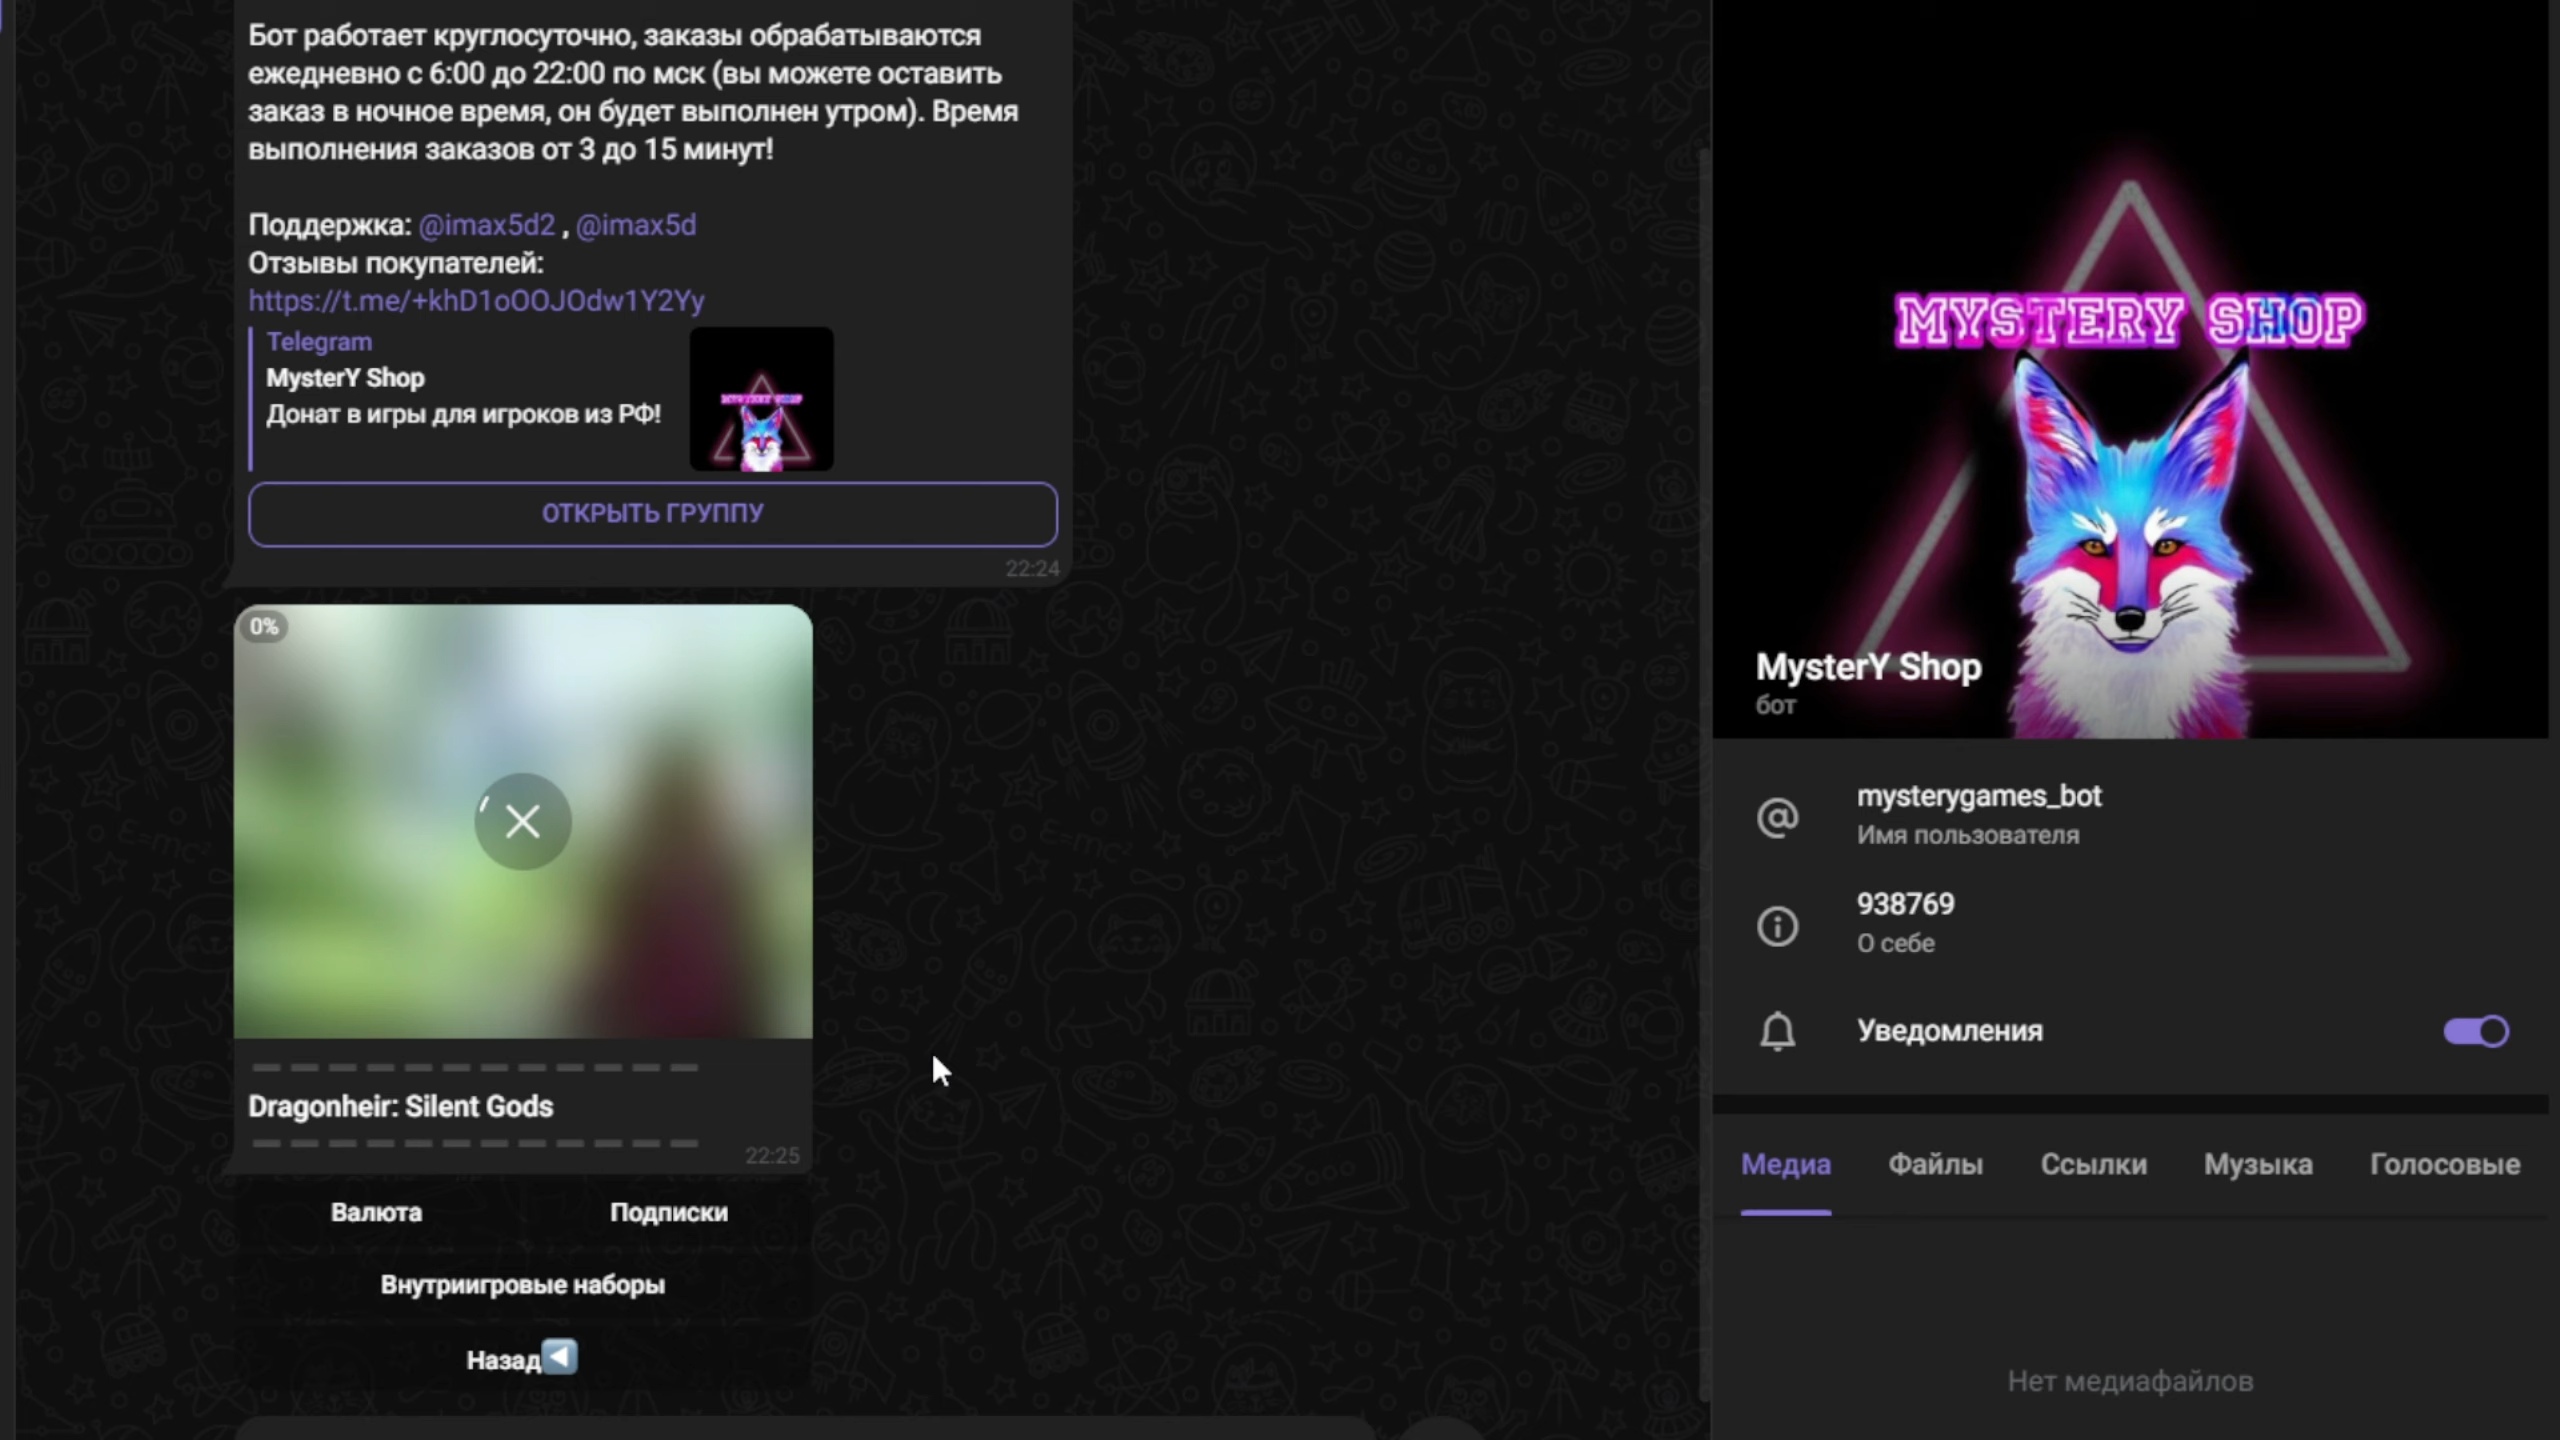 Бот работает круглосуточно, заказы обрабатываются
ежедневно с 6:00 до 22:00 по мск (вы можете оставить
заказ в ночное время, он будет выполнен утром). Время
выполнения заказов от 3 до 15 минут!
Поддержка: @imax5d2 , @imax5d
Отзывы покупателей:
https://t.me/+khD1oOOJOdw1Y2Yy
Telegram
MysterY Shop
Донат в игры для игроков из РФ!
MYSTERY SHOP
ОТКРЫТЬ ГРУППУ
22:24
0%
Dragonheir: Silent Gods
22:25
Валюта
Подписки
Внутриигровые наборы
Назад
MYSTERY SHOP
MysterY Shop
бот
mysterygames_bot
Имя пользователя
938769
О себе
Уведомления
Медиа
Файлы
Ссылки
Музыка
Голосовые
Нет медиафайлов